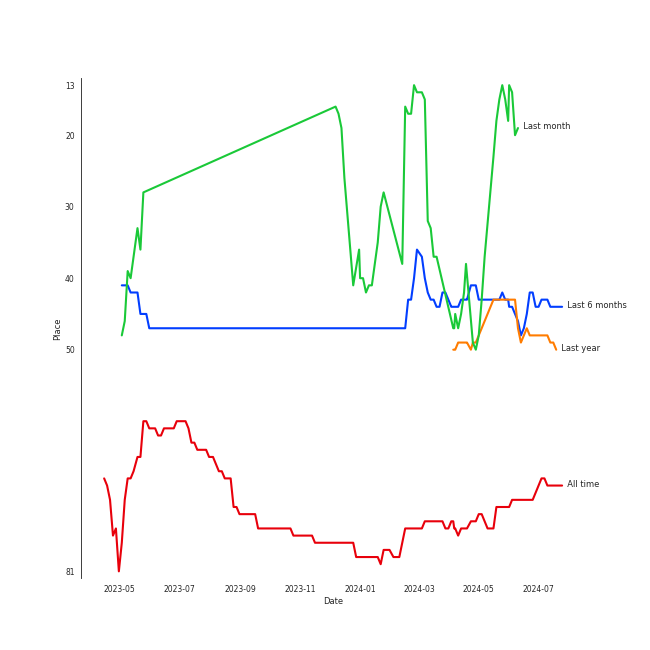 13
20
30
40
50
81
Place
Last month
Last 6 months
Last year
All time
2023-05 2023-07 2023-09 2023-11 2024-01 2024-03 2024-05 2024-07
Date